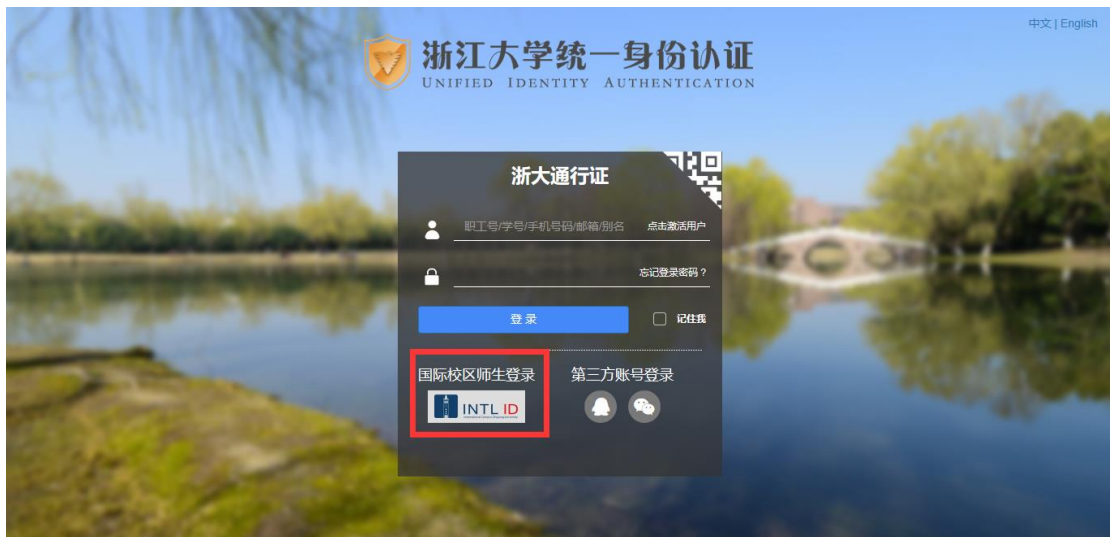 中文 | English
浙江大学统一身份认证
UNIFIED IDENTITY AUTHENTICATION
浙大通行证
职工号/学号/手机号码/邮箱/别名 点击激活用户
忘记登录密码？
登 录 记住我
国际校区师生登录 第三方账号登录
INTL ID